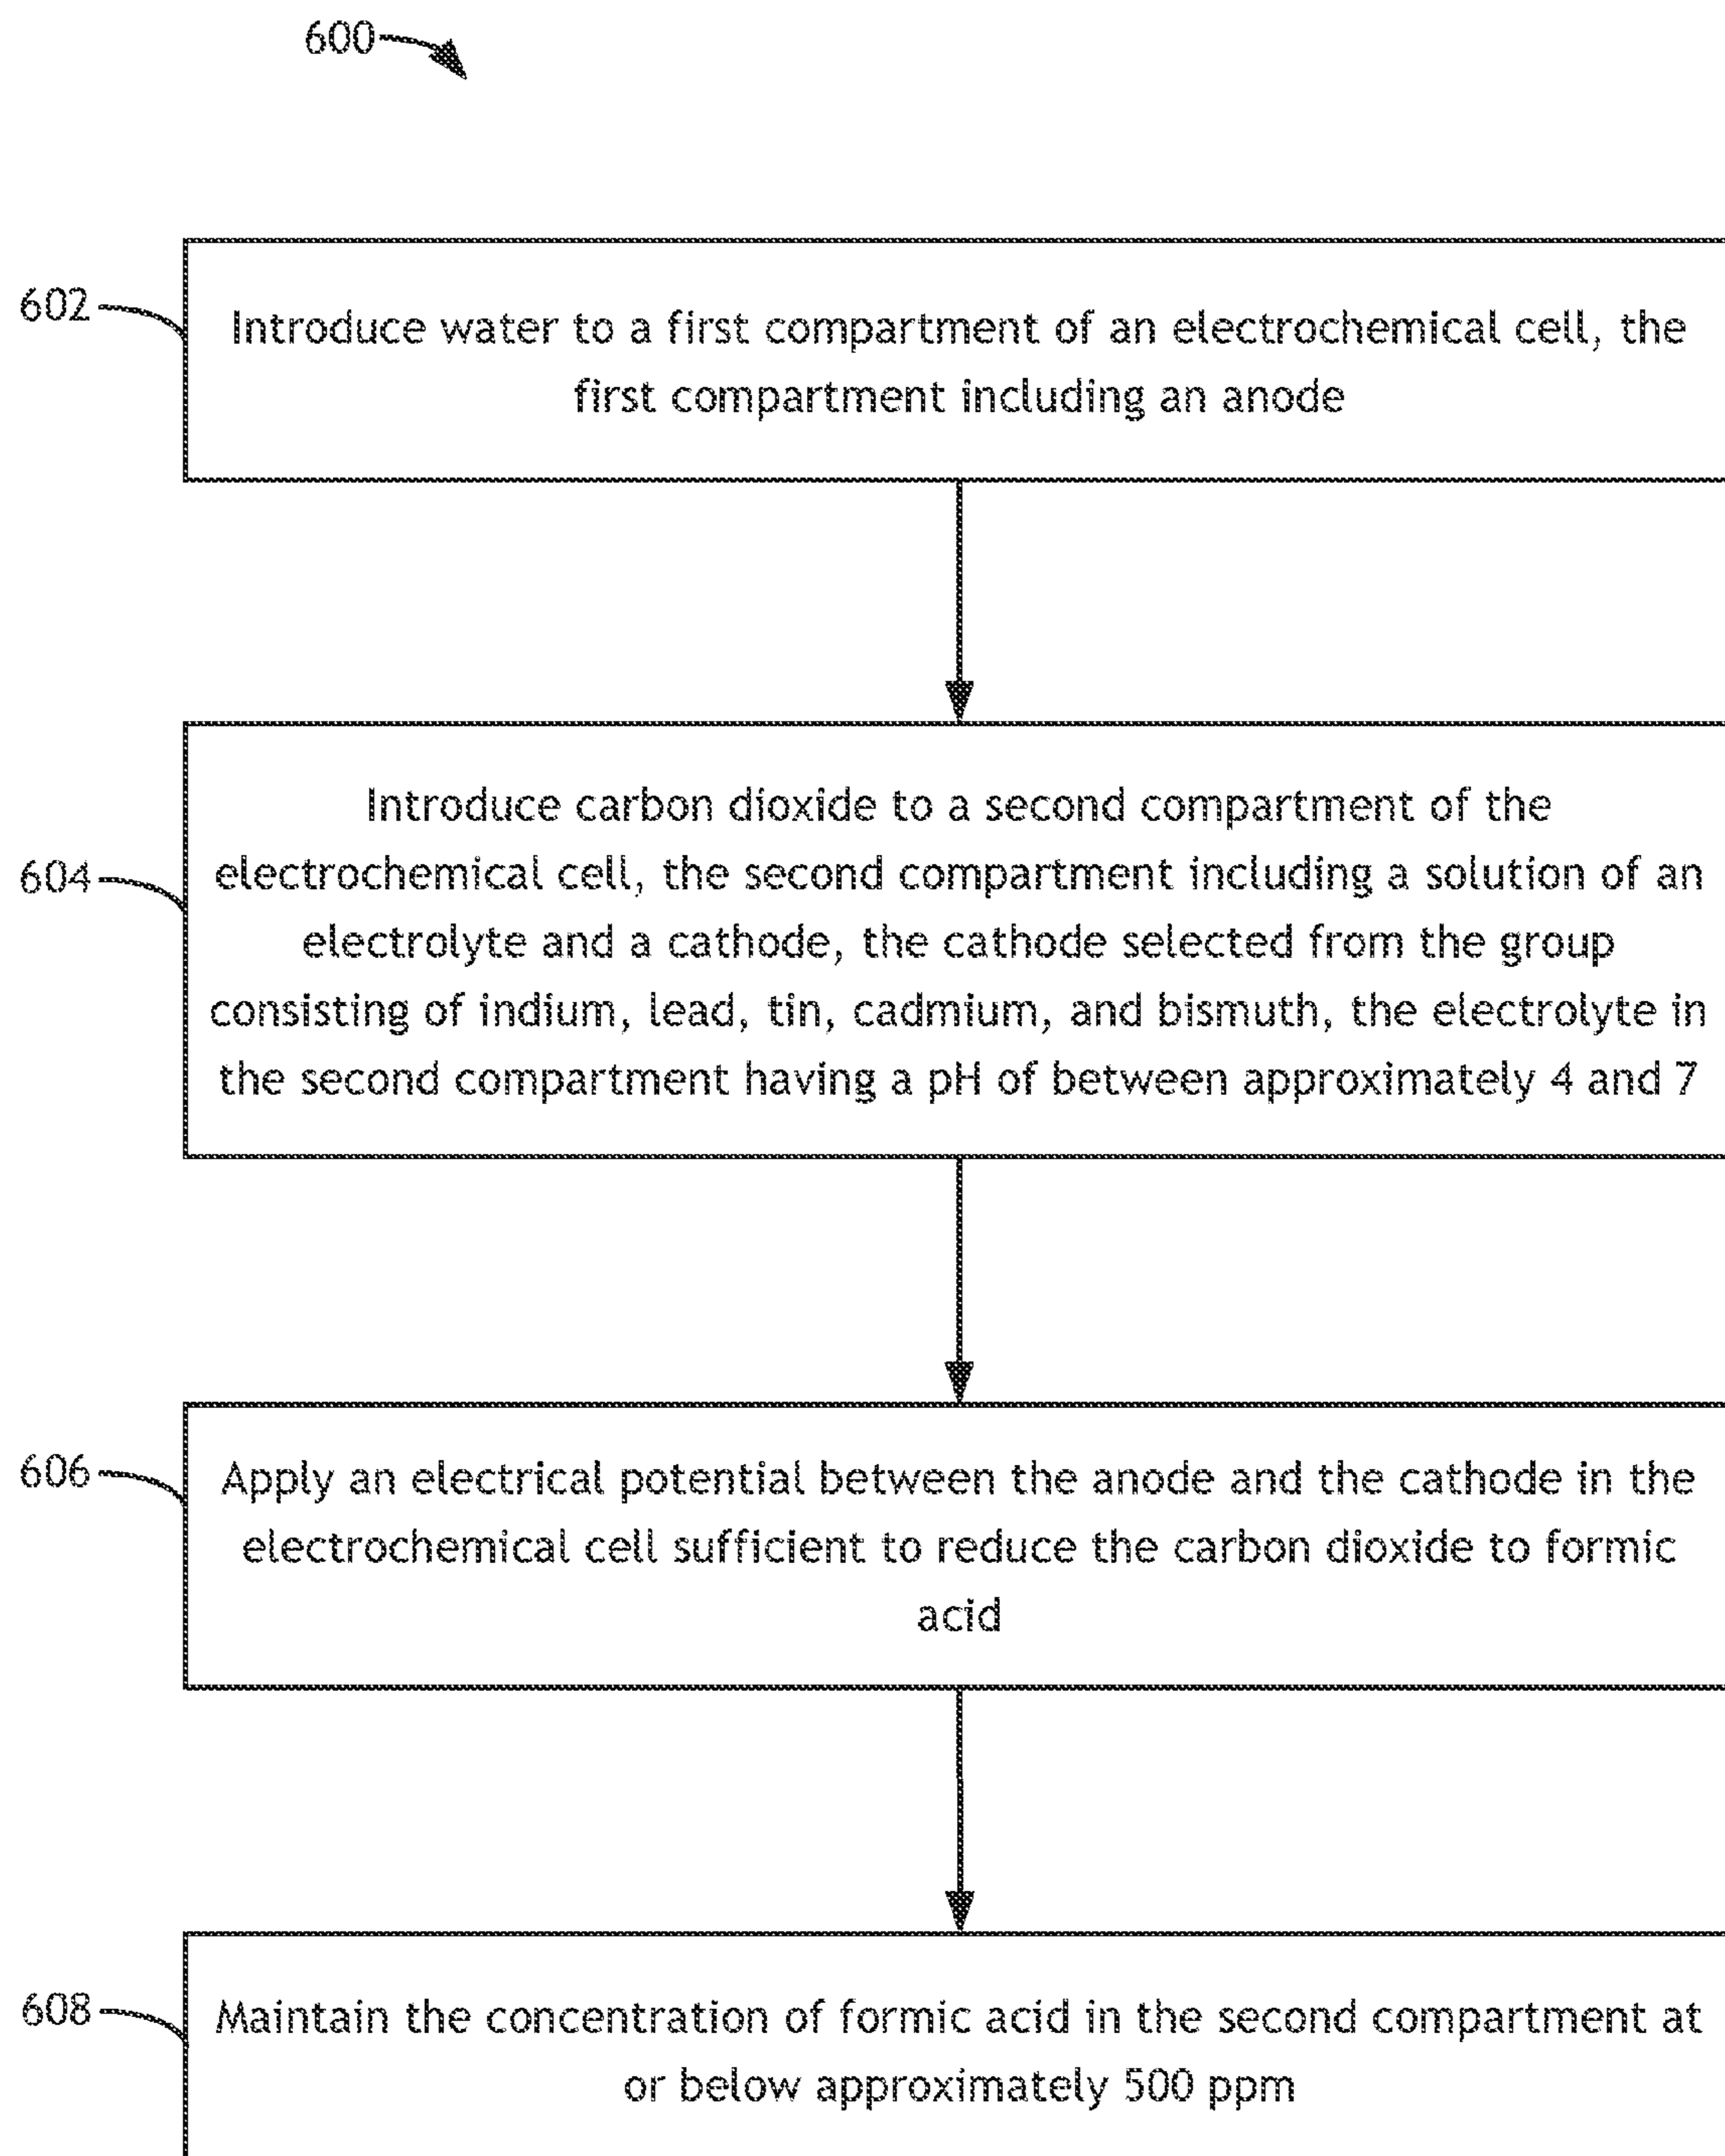 600
602
Introduce water to a first compartment of an electrochemical cell, the
first compartment including an anode
604
Introduce carbon dioxide to a second compartment of the
electrochemical cell, the second compartment including a solution of an
electrolyte and a cathode, the cathode selected from the group
consisting of indium, lead, tin, cadmium, and bismuth, the electrolyte in
the second compartment having a pH of between approximately 4 and 7
606
Apply an electrical potential between the anode and the cathode in the
electrochemical cell sufficient to reduce the carbon dioxide to formic
acid
608
Maintain the concentration of formic acid in the second compartment at
or below approximately 500 ppm